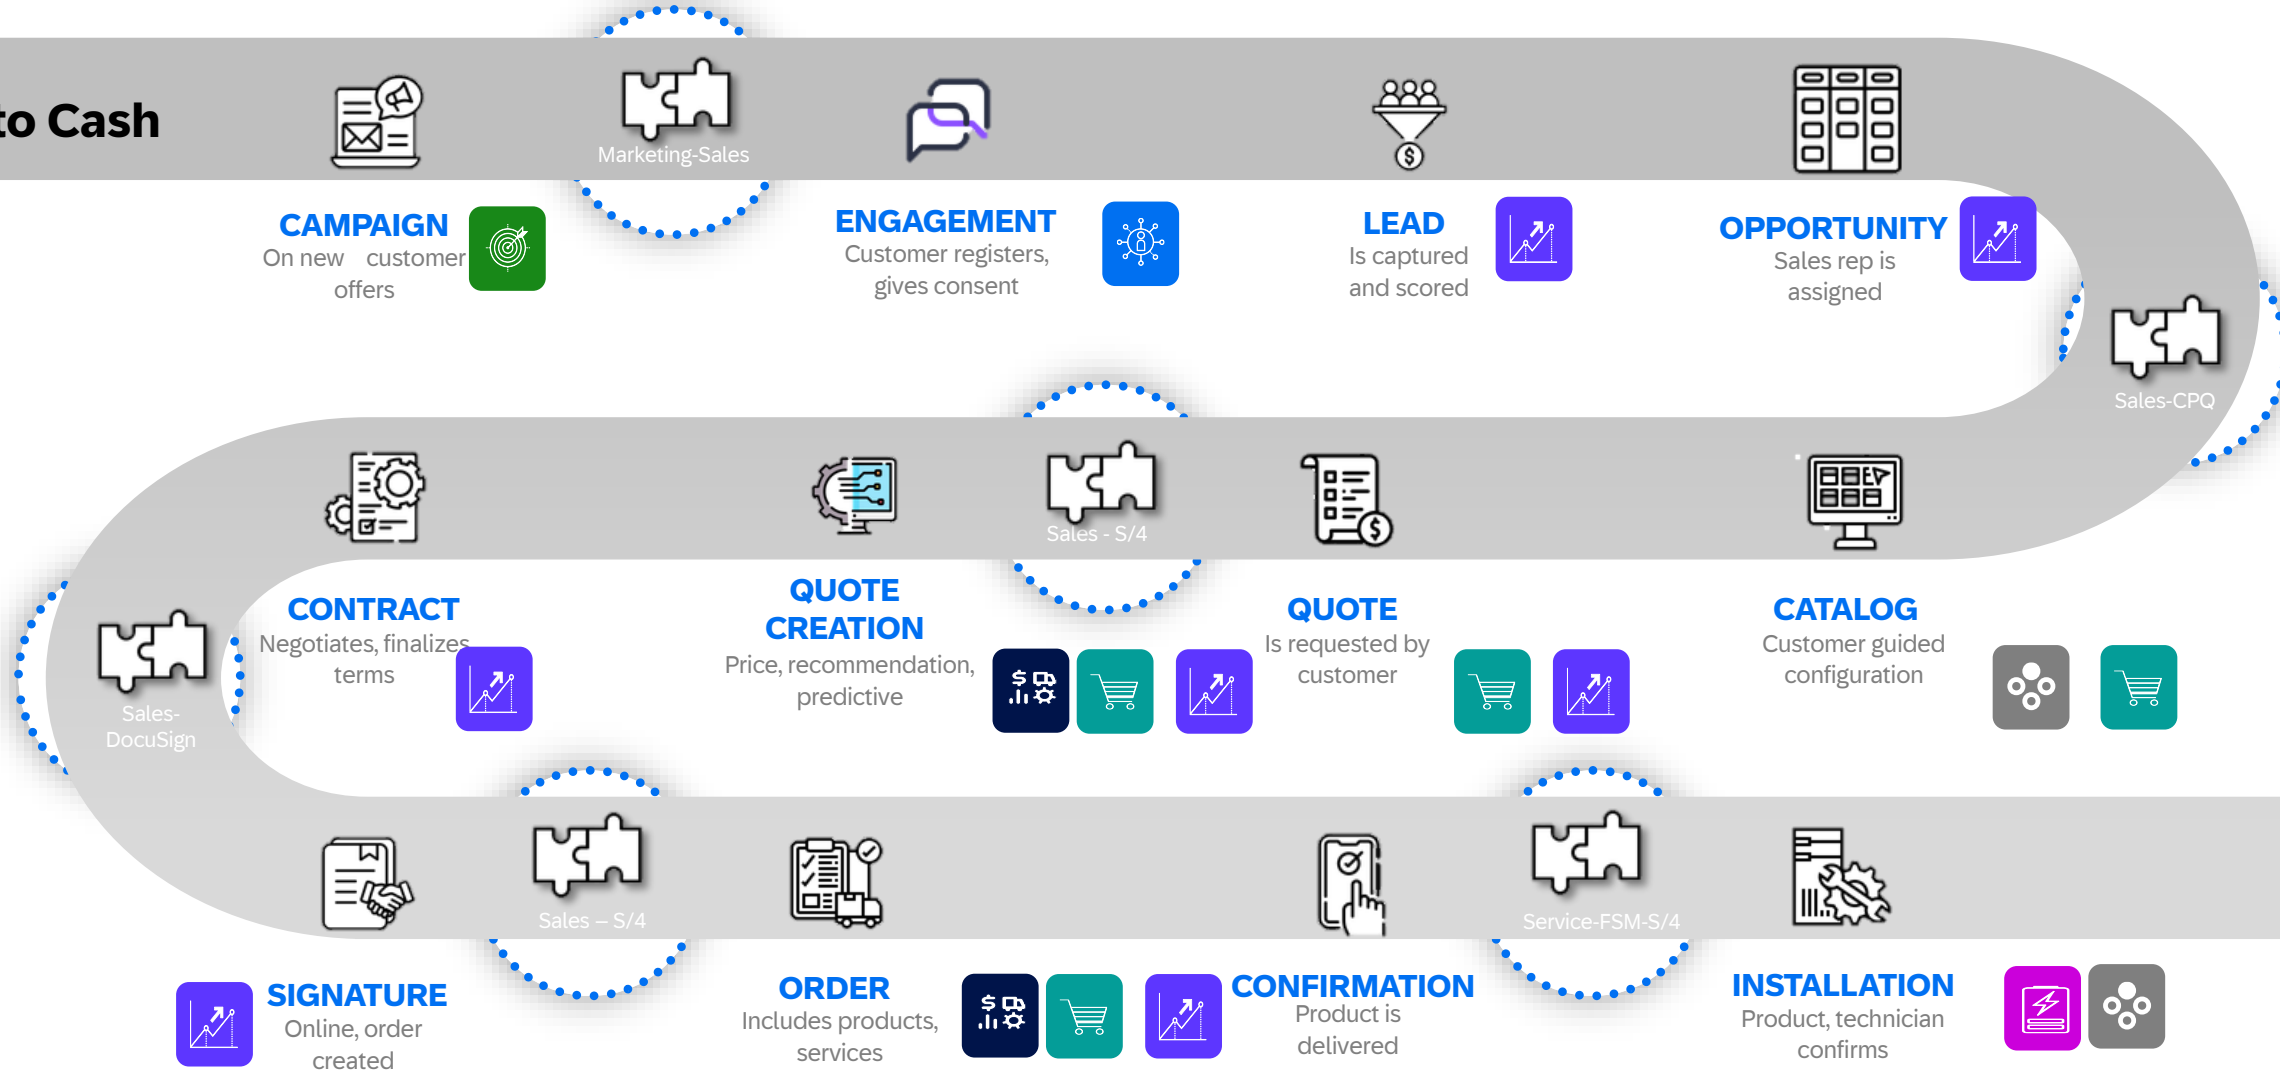 to Cash
Marketing-Sales
CAMPAIGN
On new customer
offers
ENGAGEMENT
Customer registers,
gives consent
LEAD
Is captured
and scored
OPPORTUNITY
Sales rep is
assigned
Sales-CPQ
Sales - S/4
CONTRACT
Negotiates, finalizes
terms
QUOTE
CREATION
Price, recommendation,
predictive
QUOTE
Is requested by
customer
CATALOG
Customer guided
configuration
Sales-
DocuSign
Sales – S/4
Service-FSM-S/4
SIGNATURE
Online, order
created
ORDER
Includes products,
services
CONFIRMATION
Product is
delivered
INSTALLATION
Product, technician
confirms